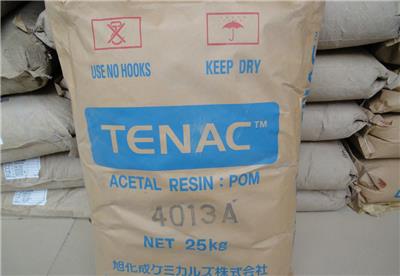 USE NO HOOKS
KEEP DRY
TENAC™
ACETAL RESIN : POM
4013A
NET 25kg
旭化成ケミカルズ株式会社